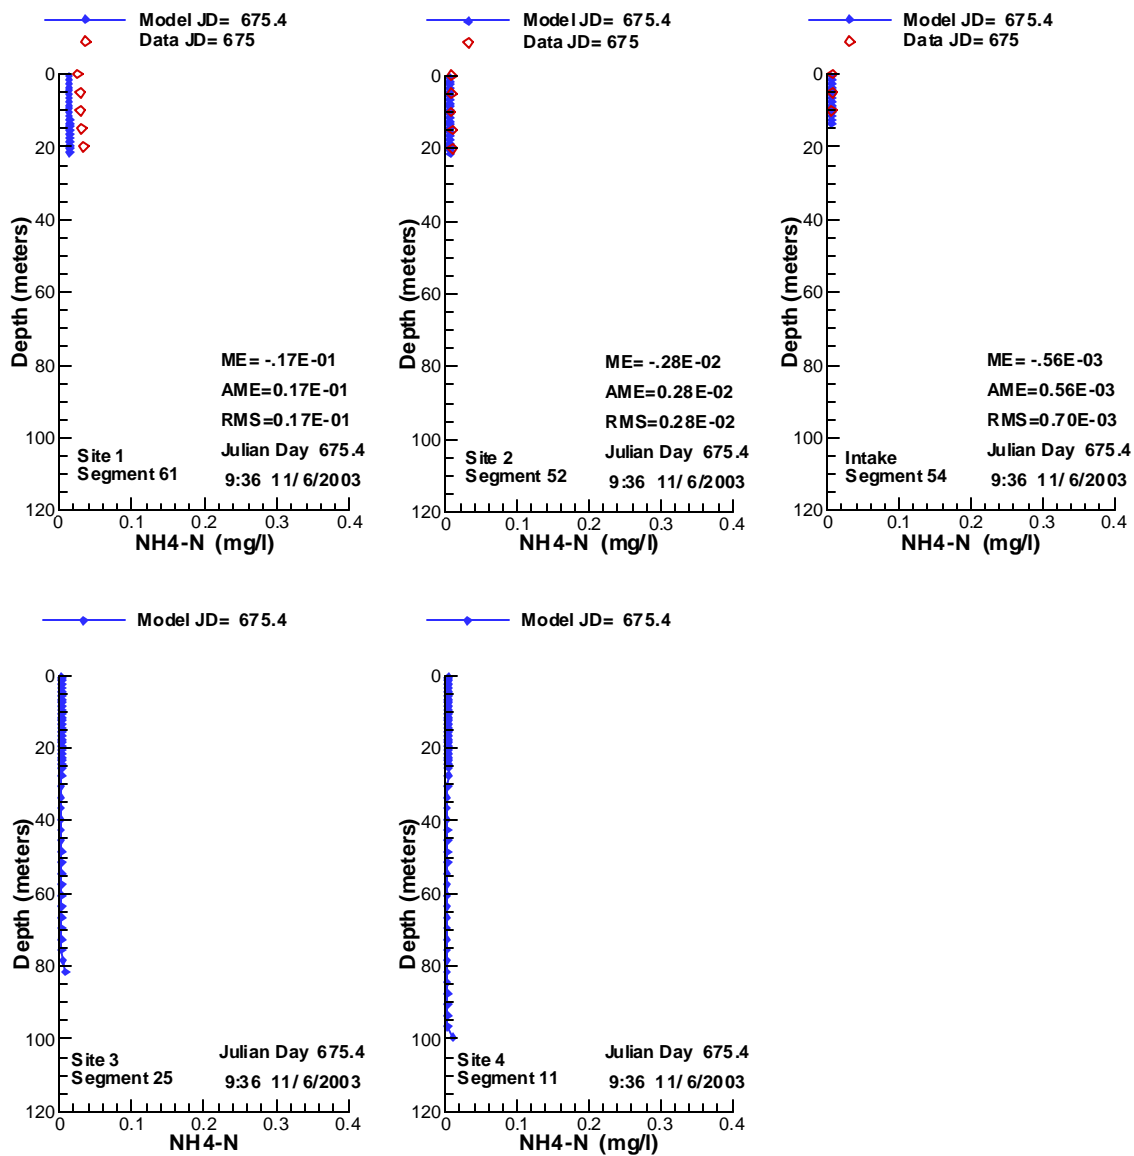 Model JD= 675.4
Data JD= 675
0
20
40
60
80
100
120
Depth (meters)
ME= -.17E-01
AME=0.17E-01
RMS=0.17E-01
Julian Day 675.4
9:36 11/6/2003
Site 1
Segment 61
0 0.1 0.2 0.3 0.4
NH4-N (mg/l)
Model JD= 675.4
Data JD= 675
0
20
40
60
80
100
120
Depth (meters)
ME= -.28E-02
AME=0.28E-02
RMS=0.28E-02
Julian Day 675.4
9:36 11/6/2003
Site 2
Segment 52
0 0.1 0.2 0.3 0.4
NH4-N (mg/l)
Model JD= 675.4
Data JD= 675
0
20
40
60
80
100
120
Depth (meters)
ME= -.56E-03
AME=0.56E-03
RMS=0.70E-03
Julian Day 675.4
9:36 11/6/2003
Intake
Segment 54
0 0.1 0.2 0.3 0.4
NH4-N (mg/l)
Model JD= 675.4
0
20
40
60
80
100
120
Depth (meters)
Julian Day 675.4
9:36 11/6/2003
Site 3
Segment 25
0 0.1 0.2 0.3 0.4
NH4-N
Model JD= 675.4
0
20
40
60
80
100
120
Depth (meters)
Julian Day 675.4
9:36 11/6/2003
Site 4
Segment 11
0 0.1 0.2 0.3 0.4
NH4-N (mg/l)